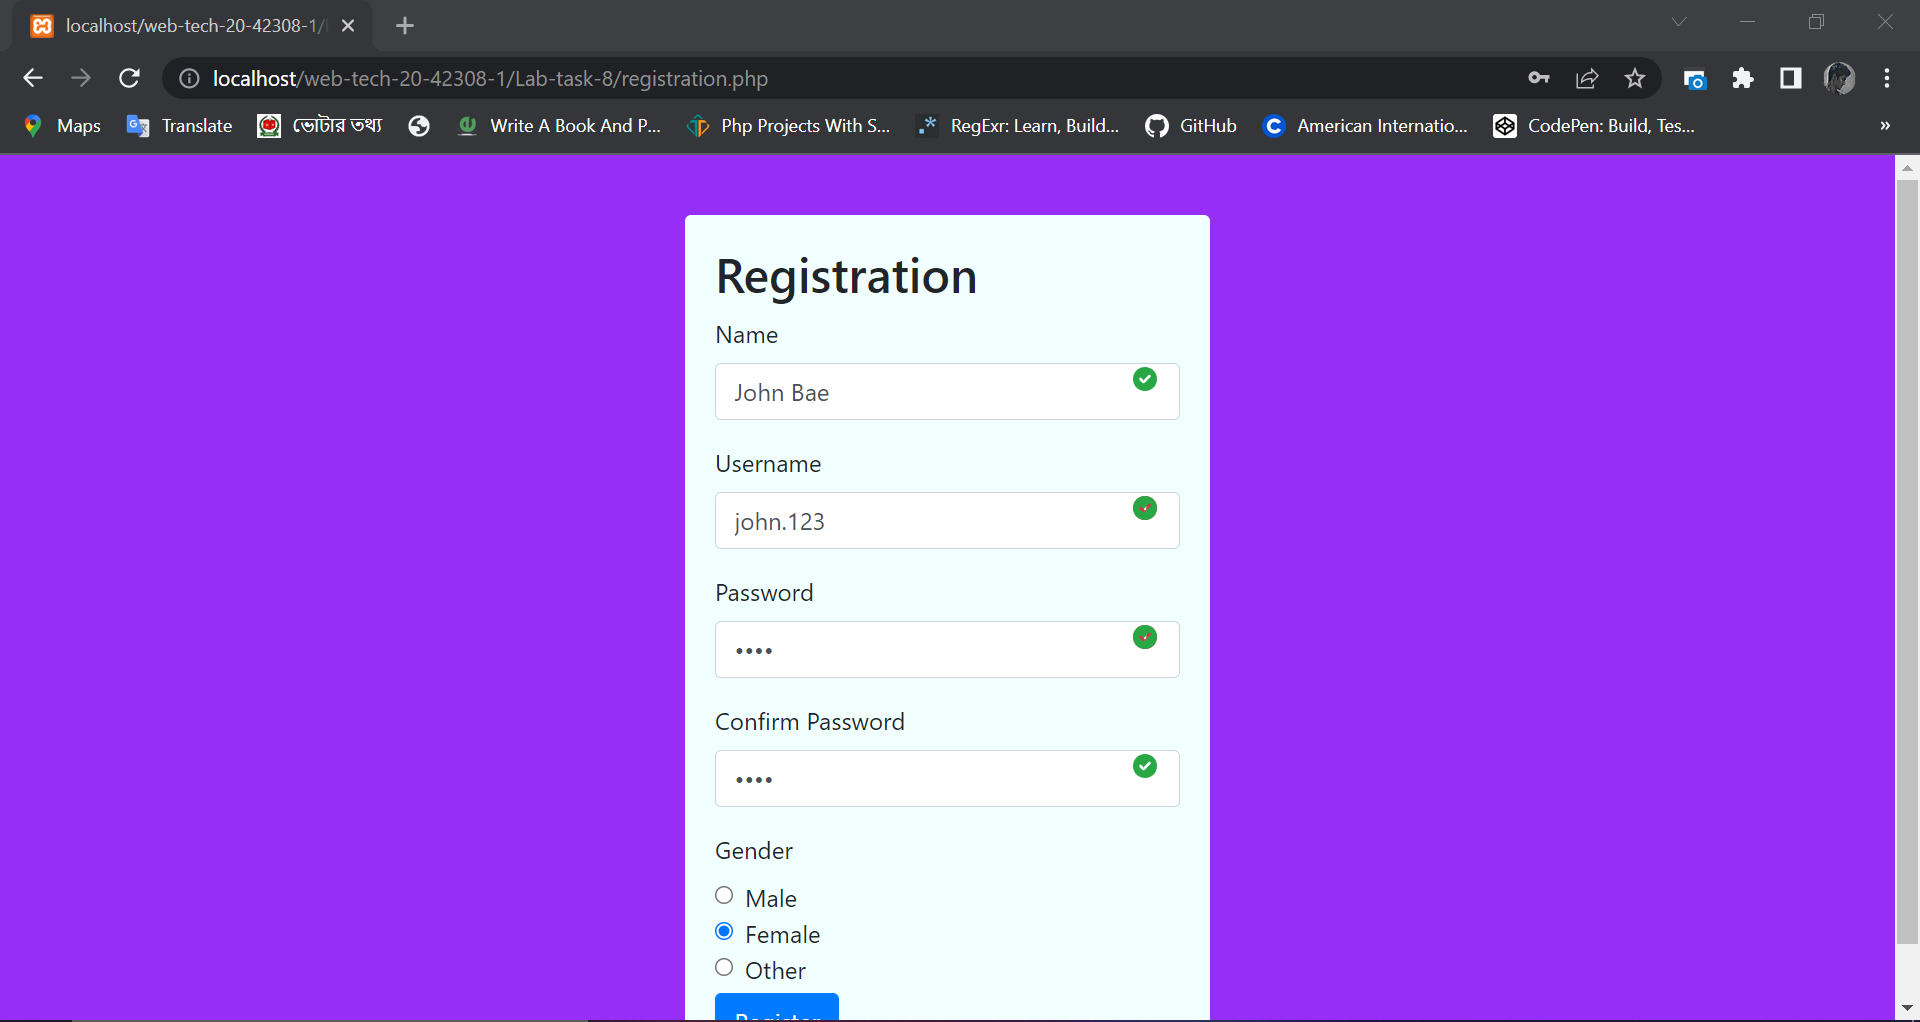 localhost/web-tech-20-42308-1/
localhost/web-tech-20-42308-1/Lab-task-8/registration.php
Maps Translate ভোটার তথ্য Write A Book And P... Php Projects With S... RegExr: Learn, Build... GitHub American Internatio... CodePen: Build, Tes... »
Registration
Name
John Bae
Username
john.123
Password
••••
Confirm Password
••••
Gender
Male
Female
Other
Register